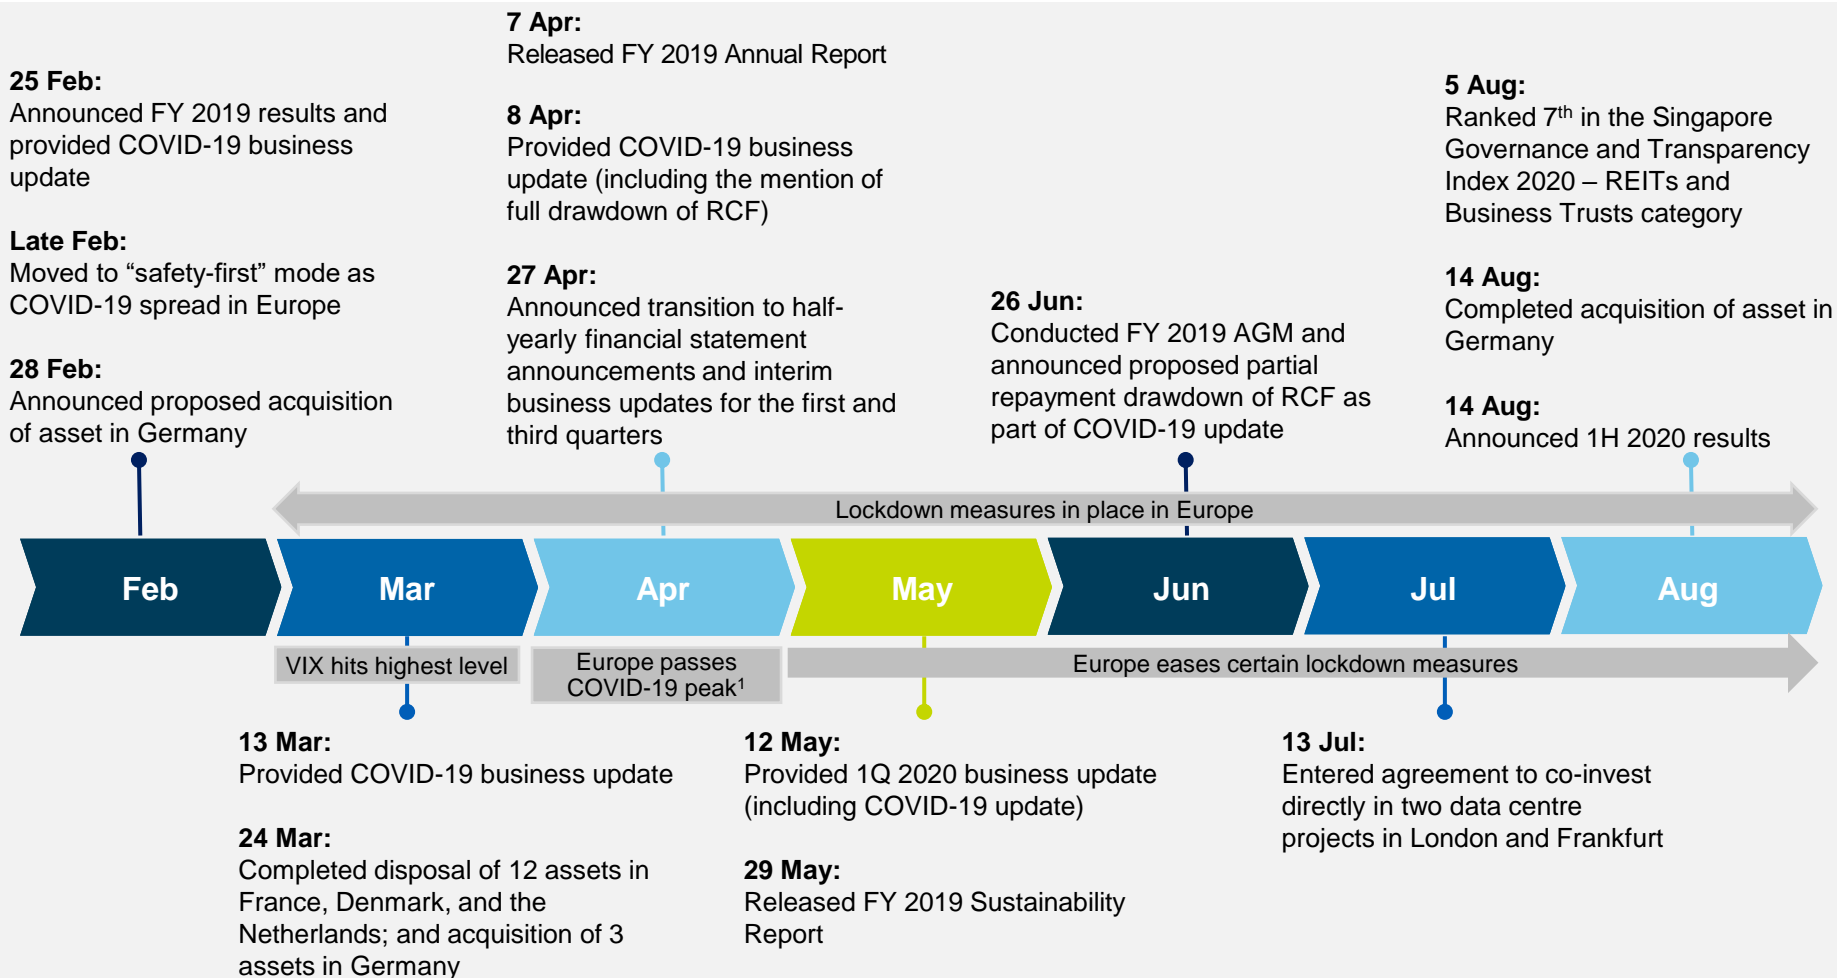 25 Feb:
Announced FY 2019 results and
provided COVID-19 business
update
Late Feb:
Moved to “safety-first” mode as
COVID-19 spread in Europe
28 Feb:
Announced proposed acquisition
of asset in Germany
7 Apr:
Released FY 2019 Annual Report
8 Apr:
Provided COVID-19 business
update (including the mention of
full drawdown of RCF)
27 Apr:
Announced transition to half-
yearly financial statement
announcements and interim
business updates for the first and
third quarters
26 Jun:
Conducted FY 2019 AGM and
announced proposed partial
repayment drawdown of RCF as
part of COVID-19 update
5 Aug:
Ranked 7th in the Singapore
Governance and Transparency
Index 2020 – REITs and
Business Trusts category
14 Aug:
Completed acquisition of asset in
Germany
14 Aug:
Announced 1H 2020 results
Lockdown measures in place in Europe
Feb
Mar
Apr
May
Jun
Jul
Aug
VIX hits highest level
Europe passes
COVID-19 peak1
Europe eases certain lockdown measures
13 Mar:
Provided COVID-19 business update
24 Mar:
Completed disposal of 12 assets in
France, Denmark, and the
Netherlands; and acquisition of 3
assets in Germany
12 May:
Provided 1Q 2020 business update
(including COVID-19 update)
29 May:
Released FY 2019 Sustainability
Report
13 Jul:
Entered agreement to co-invest
directly in two data centre
projects in London and Frankfurt